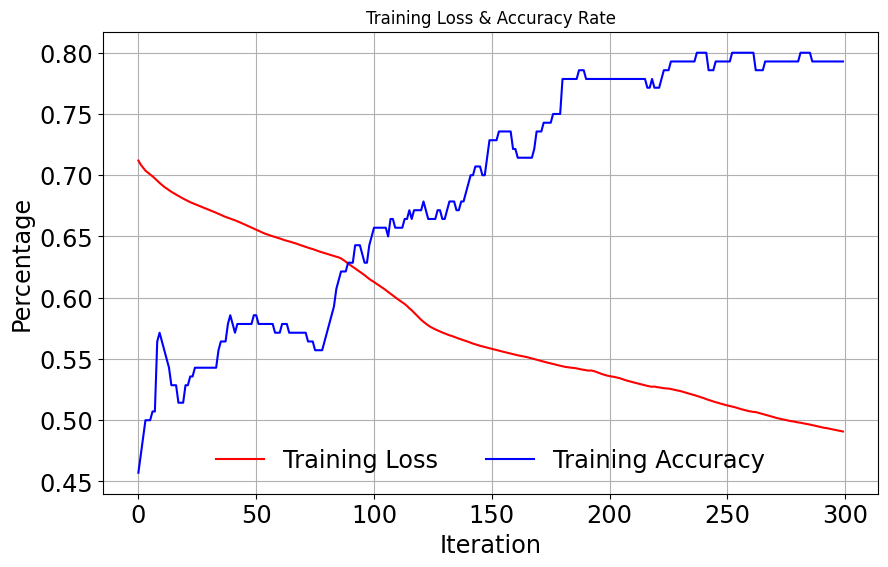 Training Loss & Accuracy Rate
0.80
0.75
0.70
0.65
0.60
0.55
0.50
0.45
Percentage
Training Loss
Training Accuracy
0 50 100 150 200 250 300
Iteration